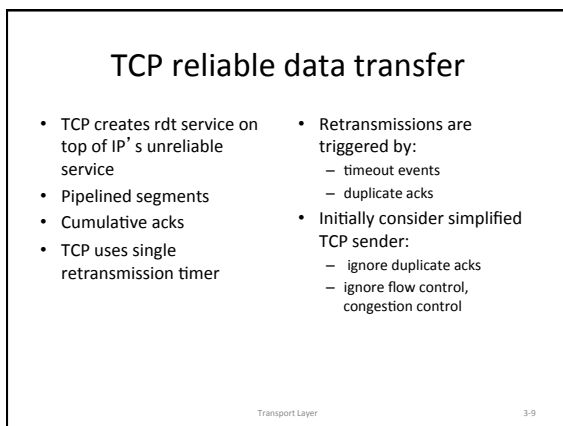 TCP reliable data transfer
• TCP creates rdt service on
top of IP’s unreliable
service
• Pipelined segments
• Cumulative acks
• TCP uses single
retransmission timer
• Retransmissions are
triggered by:
– timeout events
– duplicate acks
• Initially consider simplified
TCP sender:
– ignore duplicate acks
– ignore flow control,
congestion control
Transport Layer
3-9